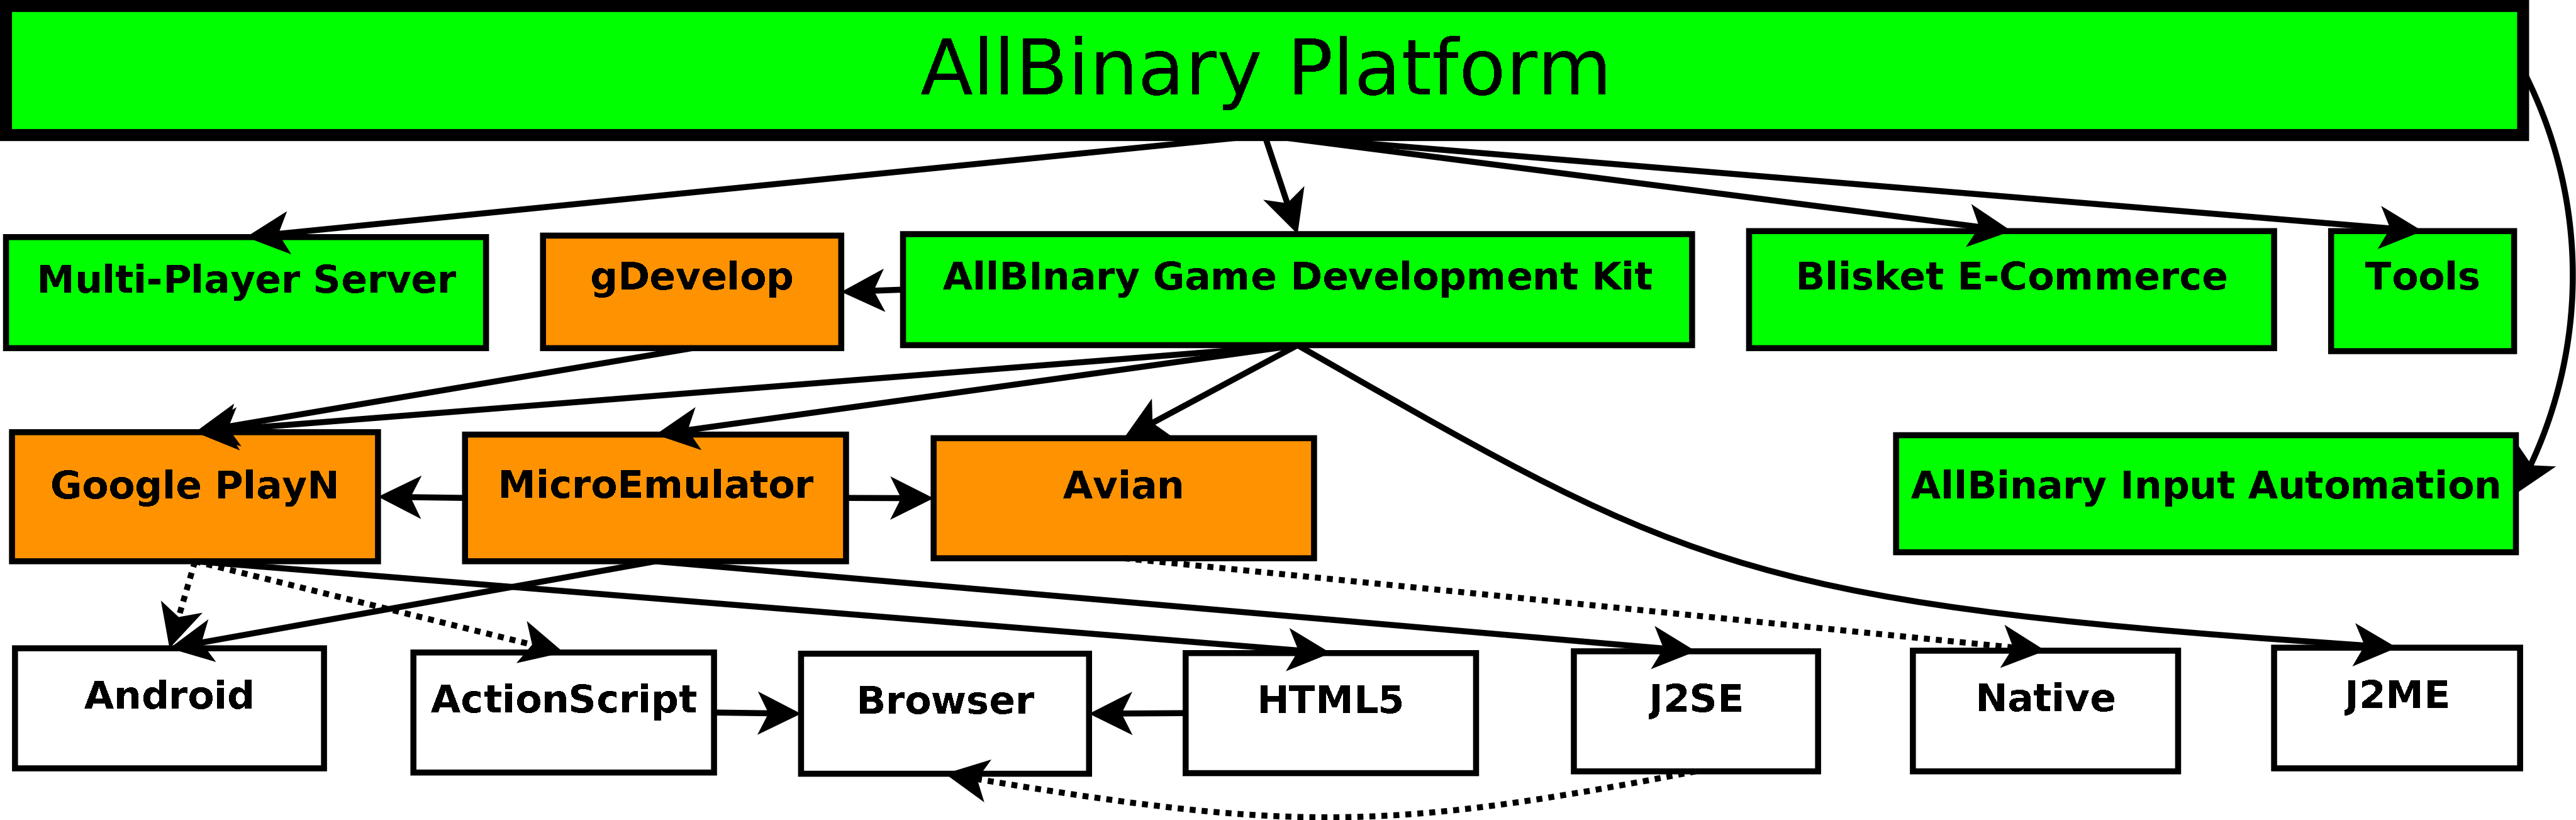 AllBinary Platform
Multi-Player Server
gDevelop
AllBInary Game Development Kit
Blisket E-Commerce
Tools
Google PlayN
MicroEmulator
Avian
AllBinary Input Automation
Android
ActionScript
Browser
HTML5
J2SE
Native
J2ME